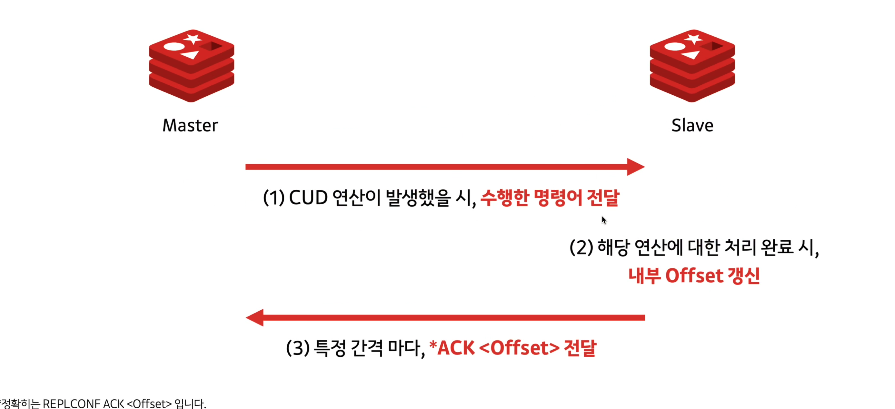 Master
Slave
(1) CUD 연산이 발생했을 시, 수행한 명령어 전달
(2) 해당 연산에 대한 처리 완료 시,
내부 Offset 갱신
(3) 특정 간격 마다, *ACK <Offset> 전달
*정확히는 REPLCONF ACK <Offset> 입니다.